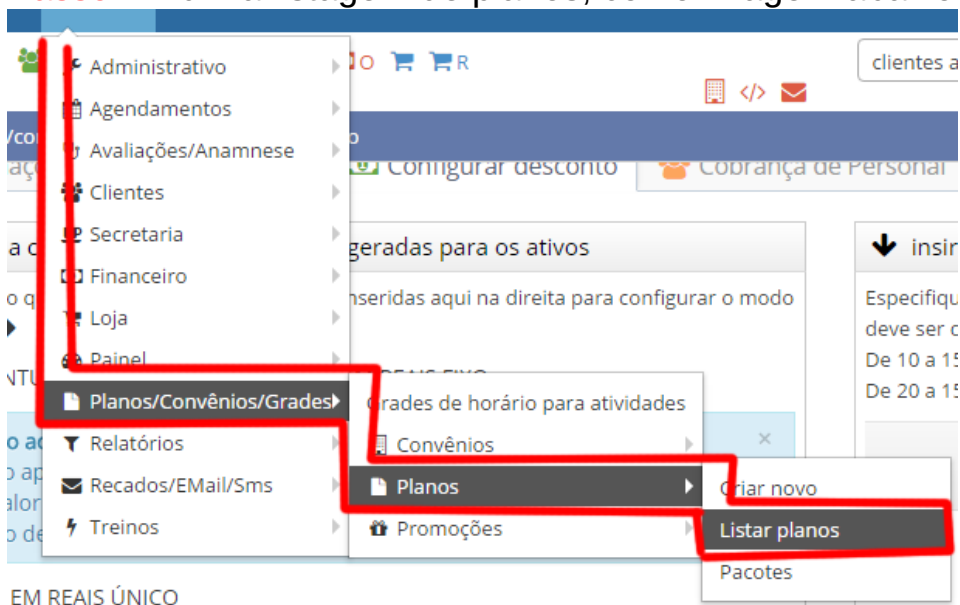 O R
clientes a
Administrativo
Agendamentos
Avaliações/Anamnese
Configurar desconto
Cobrança de Personal
Clientes
Secretaria
geradas para os ativos
insir
Financeiro
nseridas aqui na direita para configurar o modo
Especifiqu
Loja
deve ser c
Painel
De 10 a 15
De 20 a 15
Planos/Convênios/Grades
Grades de horário para atividades
Relatórios
Convênios
×
Recados/EMail/Sms
Planos
Criar novo
Treinos
Promoções
Listar planos
Pacotes
EM REAIS ÚNICO